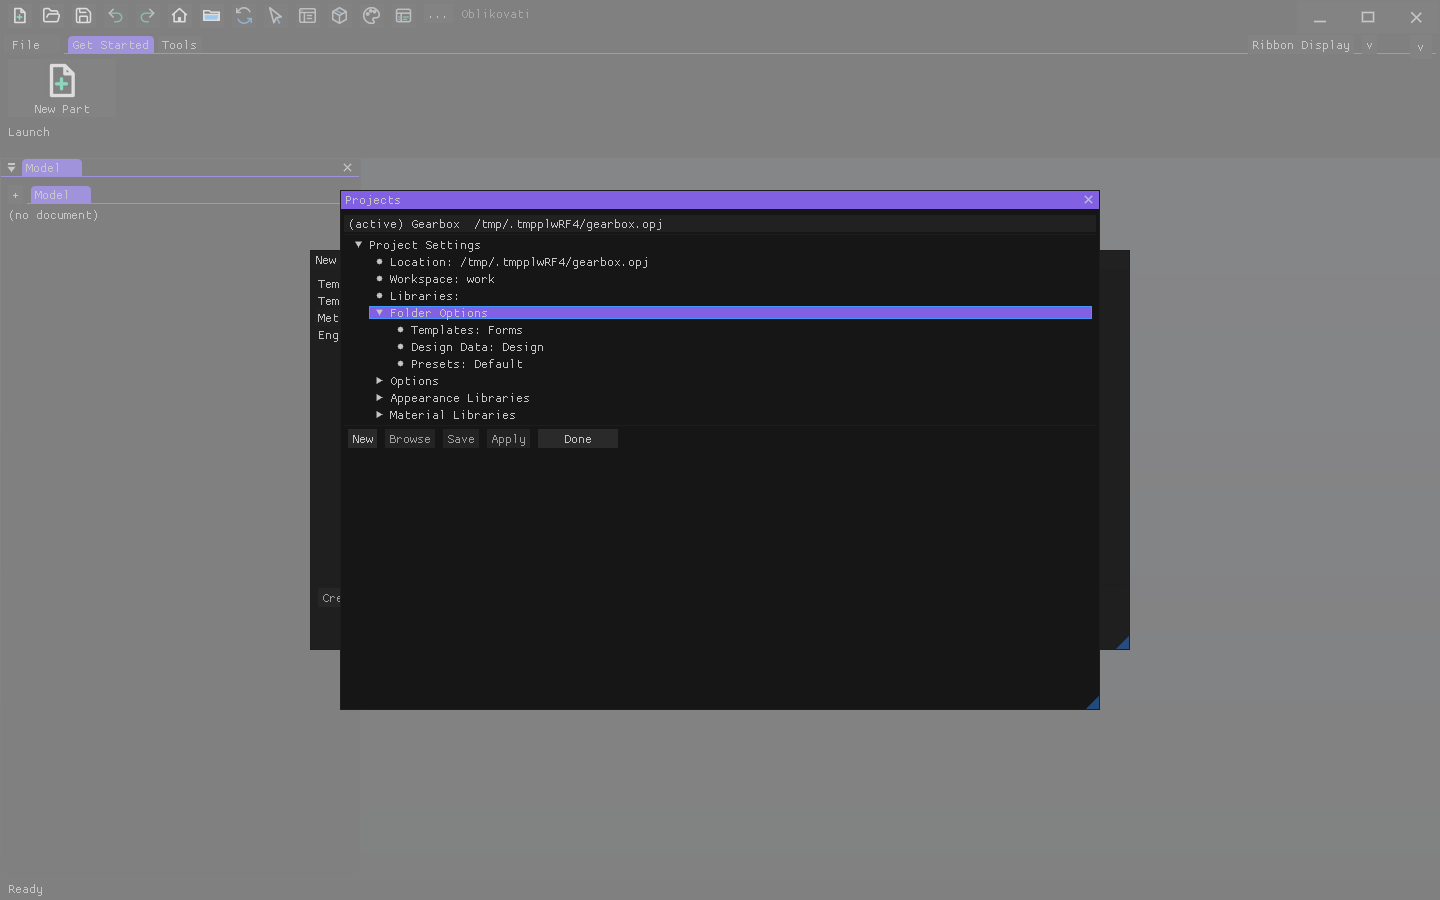 ... Oblikovati
File Get Started Tools Ribbon Display v v
New Part
Launch
Model
+ Model
(no document)
Projects
(active) Gearbox /tmp/.tmpplwRF4/gearbox.opj
Project Settings
Location: /tmp/.tmpplwRF4/gearbox.opj
Workspace: work
Libraries:
Folder Options
Templates: Forms
Design Data: Design
Presets: Default
Options
Appearance Libraries
Material Libraries
New Browse Save Apply Done
New
Tem
Tem
Met
Eng
Cre
Ready